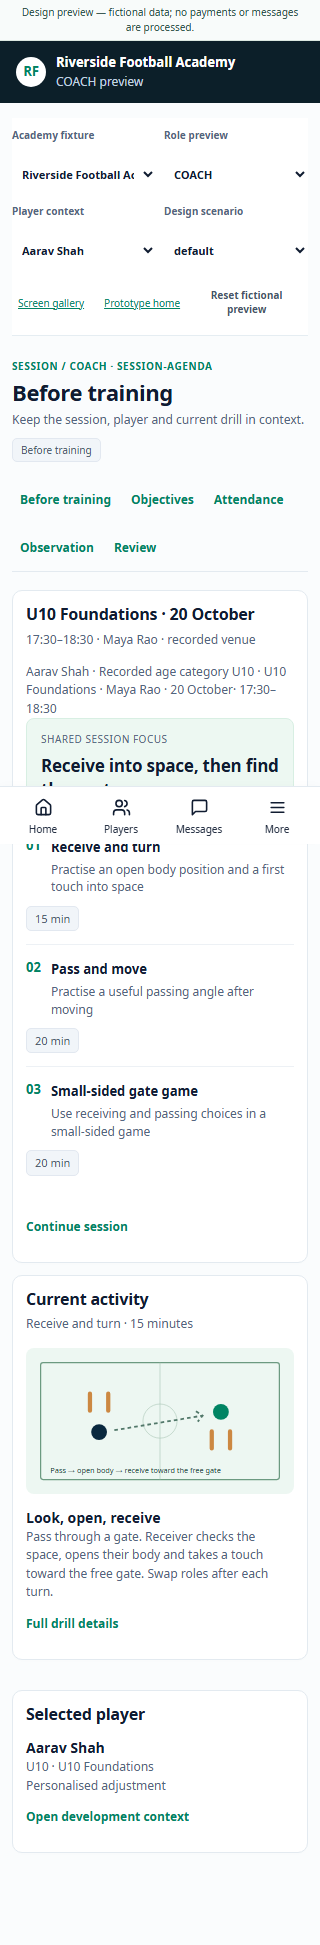 Design preview — fictional data; no payments or messages
are processed.
RF
Riverside Football Academy
COACH preview
Academy fixture
Role preview
Riverside Football Ac
COACH
Player context
Design scenario
Aarav Shah
default
Screen gallery
Prototype home
Reset fictional
preview
SESSION / COACH · SESSION-AGENDA
Before training
Keep the session, player and current drill in context.
Before training
Before training
Objectives
Attendance
Observation
Review
U10 Foundations · 20 October
17:30–18:30 · Maya Rao · recorded venue
Aarav Shah · Recorded age category U10 · U10
Foundations · Maya Rao · 20 October· 17:30–
18:30
SHARED SESSION FOCUS
Receive into space, then find
Home
Players
Messages
More
01 Receive and turn
Practise an open body position and a first
touch into space
15 min
02 Pass and move
Practise a useful passing angle after
moving
20 min
03 Small-sided gate game
Use receiving and passing choices in a
small-sided game
20 min
Continue session
Current activity
Receive and turn · 15 minutes
Pass → open body → receive toward the free gate
Look, open, receive
Pass through a gate. Receiver checks the
space, opens their body and takes a touch
toward the free gate. Swap roles after each
turn.
Full drill details
Selected player
Aarav Shah
U10 · U10 Foundations
Personalised adjustment
Open development context